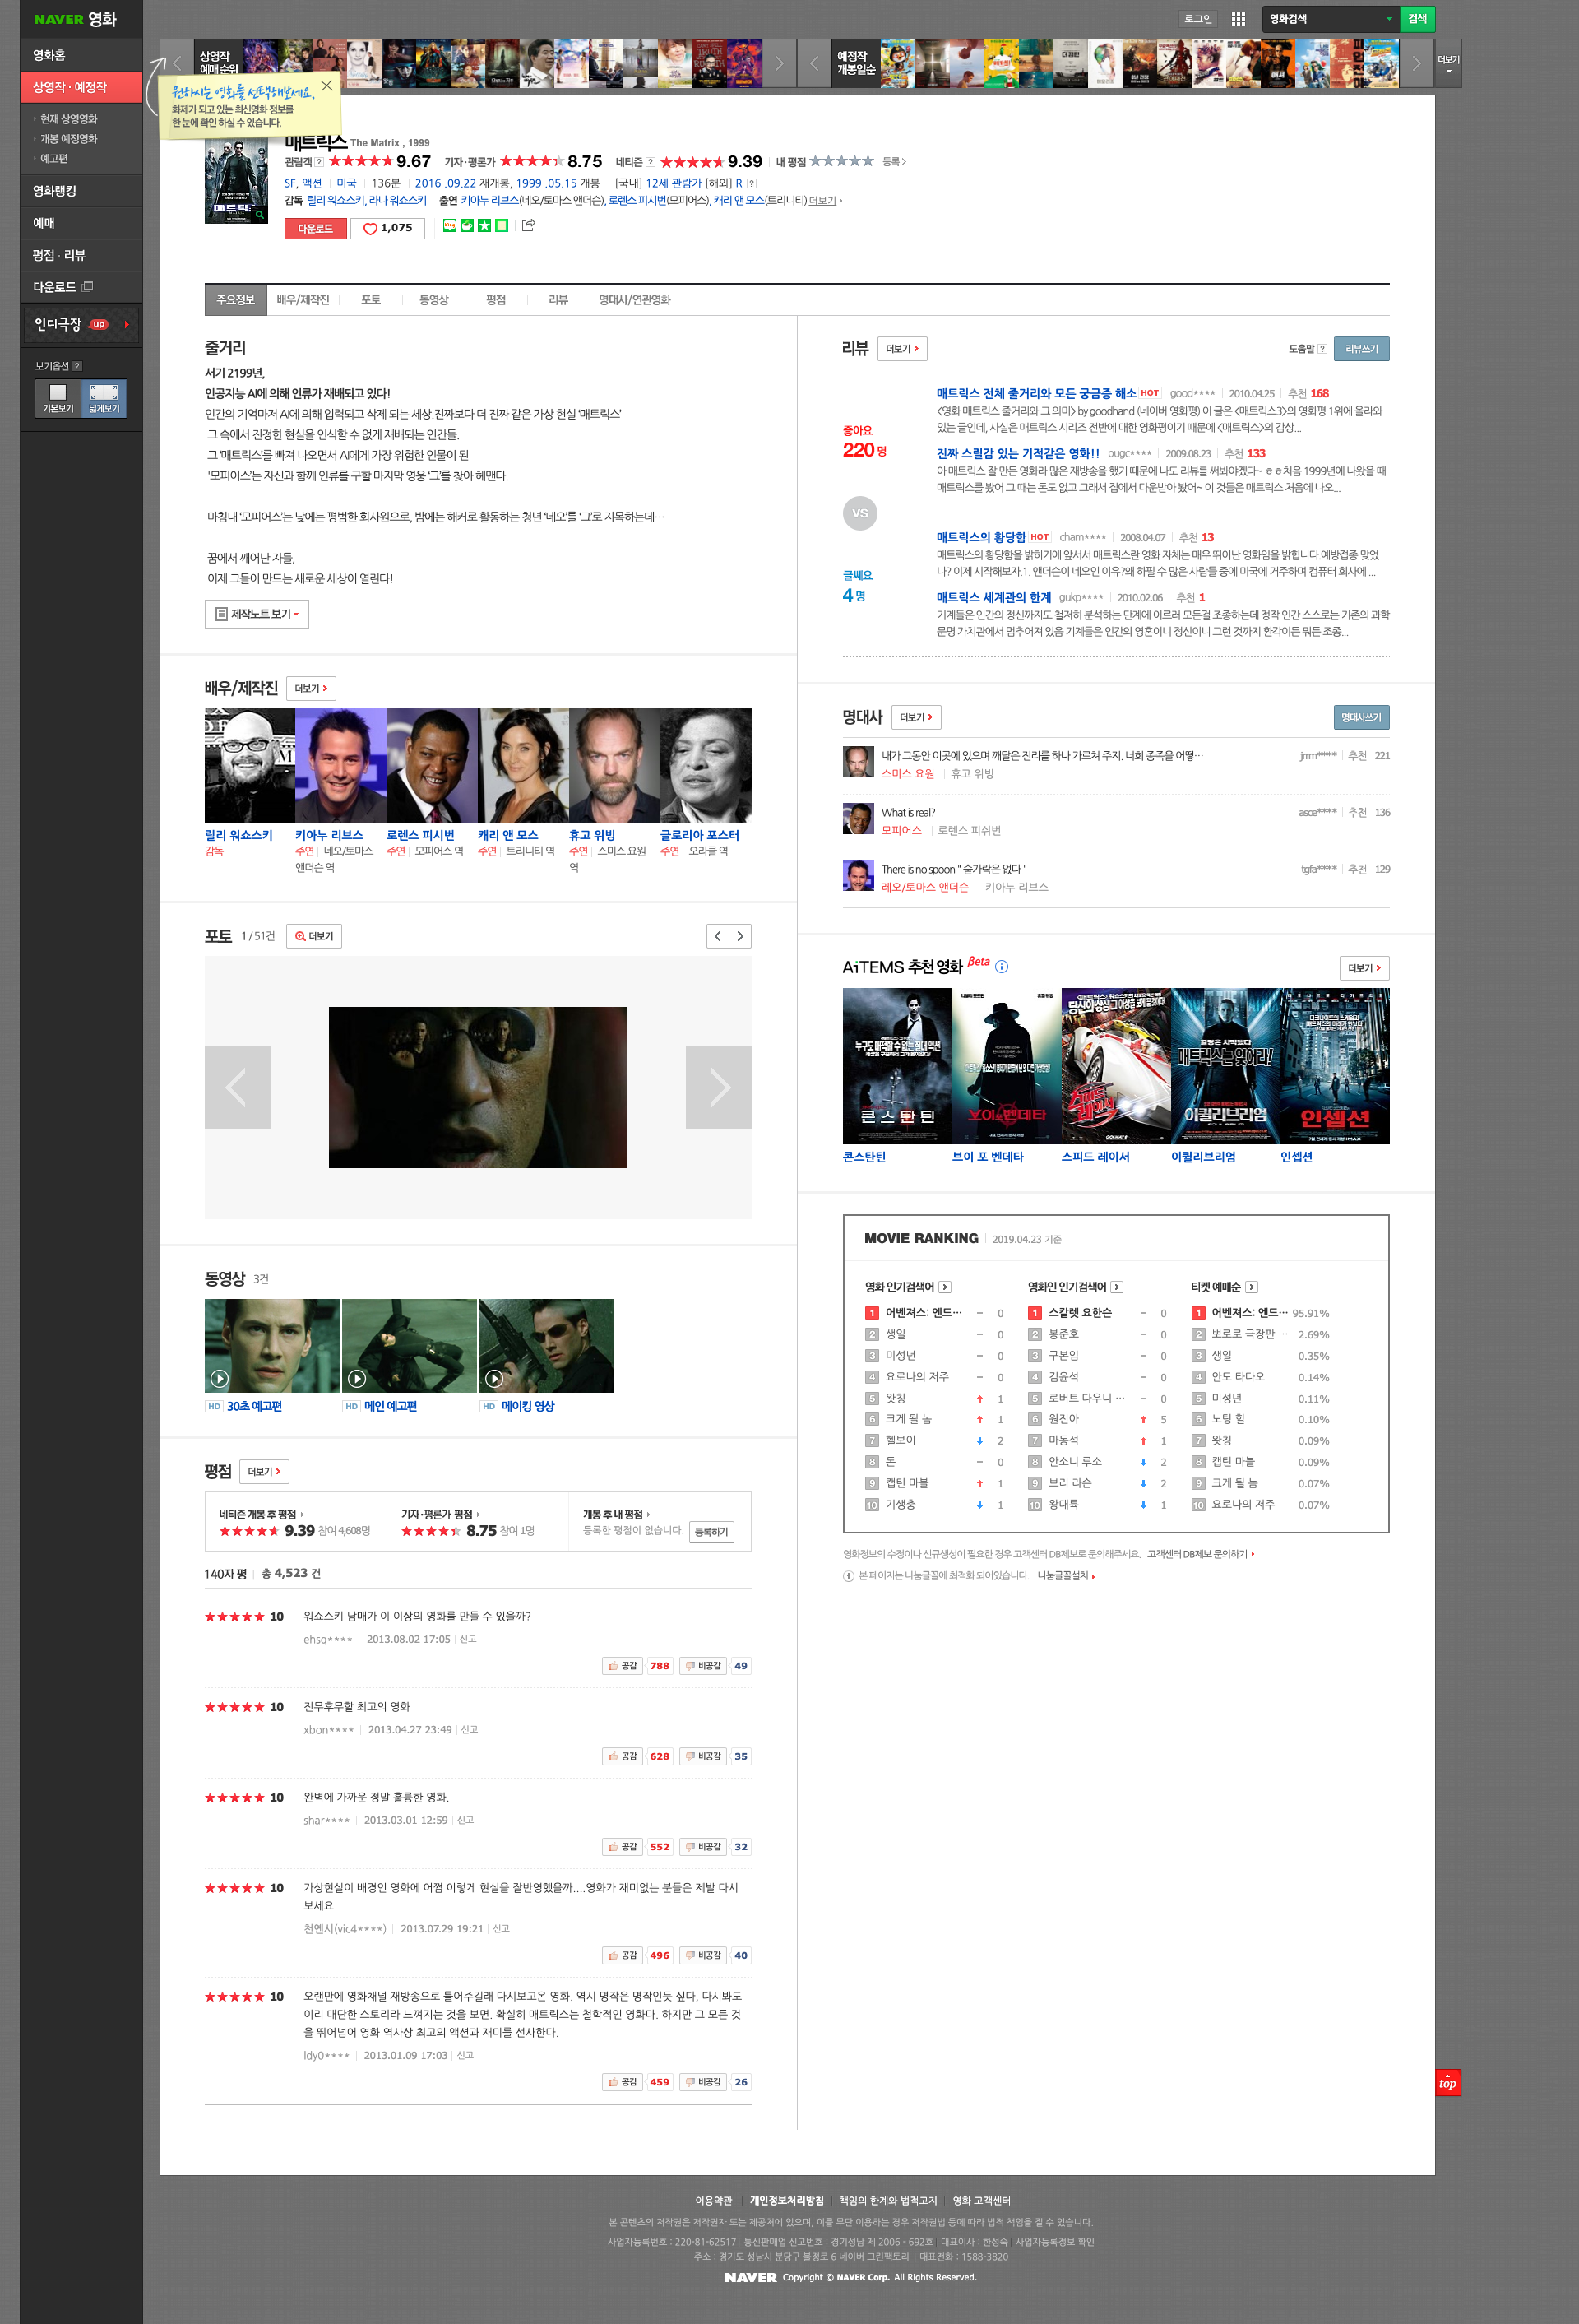 NAVER 영화
로그인
영화검색
검색
영화홈
상영작 · 예정작
현재 상영영화
개봉 예정영화
예고편
영화랭킹
예매
평점 · 리뷰
다운로드
인디극장 up
보기옵션 ?
기본보기 넓게보기
상영작
예매순위
예정작
개봉일순
더보기
원하시는 영화를 선택해보세요.
화제가 되고 있는 최신영화 정보를
한 눈에 확인 하실 수 있습니다.
매트릭스 The Matrix , 1999
관람객 ? 9.67 기자·평론가 8.75 네티즌 ? 9.39 내 평점 등록
SF, 액션 미국 136분 2016 .09.22 재개봉, 1999 .05.15 개봉 [국내] 12세 관람가 [해외] R ?
감독 릴리 워쇼스키, 라나 워쇼스키 출연 키아누 리브스(네오/토마스 앤더슨), 로렌스 피시번(모피어스), 캐리 앤 모스(트리니티) 더보기
다운로드 1,075
주요정보 배우/제작진 포토 동영상 평점 리뷰 명대사/연관영화
줄거리
서기 2199년,
인공지능 AI에 의해 인류가 재배되고 있다!
인간의 기억마저 AI에 의해 입력되고 삭제 되는 세상.진짜보다 더 진짜 같은 가상 현실 '매트릭스'
그 속에서 진정한 현실을 인식할 수 없게 재배되는 인간들.
그 '매트릭스'를 빠져 나오면서 AI에게 가장 위험한 인물이 된
'모피어스'는 자신과 함께 인류를 구할 마지막 영웅 '그'를 찾아 헤맨다.
마침내 '모피어스'는 낮에는 평범한 회사원으로, 밤에는 해커로 활동하는 청년 '네오'를 '그'로 지목하는데…
꿈에서 깨어난 자들,
이제 그들이 만드는 새로운 세상이 열린다!
제작노트 보기
배우/제작진 더보기
릴리 워쇼스키 키아누 리브스 로렌스 피시번 캐리 앤 모스 휴고 위빙 글로리아 포스터
감독 주연 네오/토마스 주연 모피어스 역 주연 트리니티 역 주연 스미스 요원 주연 오라클 역
앤더슨 역 역
포토 1 / 51건 더보기
동영상 3건
HD 30초 예고편 HD 메인 예고편 HD 메이킹 영상
평점 더보기
네티즌 개봉 후 평점 기자·평론가 평점 개봉 후 내 평점
9.39 참여 4,608명 8.75 참여 1명 등록한 평점이 없습니다. 등록하기
140자 평 총 4,523 건
10 워쇼스키 남매가 이 이상의 영화를 만들 수 있을까?
ehsq**** 2013.08.02 17:05 신고
공감 788 비공감 49
10 전무후무할 최고의 영화
xbon**** 2013.04.27 23:49 신고
공감 628 비공감 35
10 완벽에 가까운 정말 훌륭한 영화.
shar**** 2013.03.01 12:59 신고
공감 552 비공감 32
10 가상현실이 배경인 영화에 어쩜 이렇게 현실을 잘반영했을까....영화가 재미없는 분들은 제발 다시
보세요
천옌시(vic4****) 2013.07.29 19:21 신고
공감 496 비공감 40
10 오랜만에 영화채널 재방송으로 틀어주길래 다시보고온 영화. 역시 명작은 명작인듯 싶다, 다시봐도
이리 대단한 스토리라 느껴지는 것을 보면. 확실히 매트릭스는 철학적인 영화다. 하지만 그 모든 것
을 뛰어넘어 영화 역사상 최고의 액션과 재미를 선사한다.
ldy0**** 2013.01.09 17:03 신고
공감 459 비공감 26
리뷰 더보기 도움말 ? 리뷰쓰기
좋아요
220 명
매트릭스 전체 줄거리와 모든 궁금증 해소 HOT good**** 2010.04.25 추천 168
<영화 매트릭스 줄거리와 그 의미> by goodhand (네이버 영화평) 이 글은 <매트릭스3>의 영화평 1위에 올라와
있는 글인데, 사실은 매트릭스 시리즈 전반에 대한 영화평이기 때문에 <매트릭스>의 감상...
진짜 스릴감 있는 기적같은 영화!! pugc**** 2009.08.23 추천 133
아 매트릭스 잘 만든 영화라 많은 재방송을 했기 때문에 나도 리뷰를 써봐야겠다~ ㅎㅎ처음 1999년에 나왔을 때
매트릭스를 봤어 그 때는 돈도 없고 그래서 집에서 다운받아 봤어~ 이 것들은 매트릭스 처음에 나오...
VS
글쎄요
4 명
매트릭스의 황당함 HOT cham**** 2008.04.07 추천 13
매트릭스의 황당함을 밝히기에 앞서서 매트릭스란 영화 자체는 매우 뛰어난 영화임을 밝힙니다.예방접종 맞았
나? 이제 시작해보자.1. 앤더슨이 네오인 이유?왜 하필 수 많은 사람들 중에 미국에 거주하며 컴퓨터 회사에 ...
매트릭스 세계관의 한계 gukp**** 2010.02.06 추천 1
기계들은 인간의 정신까지도 철저히 분석하는 단계에 이르러 모든걸 조종하는데 정작 인간 스스로는 기존의 과학
문명 가치관에서 멈추어져 있음 기계들은 인간의 영혼이니 정신이니 그런 것까지 환각이든 뭐든 조종...
명대사 더보기 명대사쓰기
내가 그동안 이곳에 있으며 깨달은 진리를 하나 가르쳐 주지. 너희 종족을 어떻… jrrm**** 추천 221
스미스 요원 휴고 위빙
What is real? asce**** 추천 136
모피어스 로렌스 피쉬번
There is no spoon " 숟가락은 없다 " tgfa**** 추천 129
레오/토마스 앤더슨 키아누 리브스
AiTEMS 추천 영화 βeta 더보기
누구도 대적할 수 없는 절대 액션
콘스탄틴
브이 포 벤데타
스피드 레이서
매트릭스는 잊어라!
이퀼리브리엄
인셉션
콘스탄틴 브이 포 벤데타 스피드 레이서 이퀼리브리엄 인셉션
MOVIE RANKING 2019.04.23 기준
영화 인기검색어 영화인 인기검색어 티켓 예매순
1 어벤져스: 엔드… 0 1 스칼렛 요한슨 0 1 어벤져스: 엔드… 95.91%
2 생일 0 2 봉준호 0 2 뽀로로 극장판 … 2.69%
3 미성년 0 3 구본임 0 3 생일 0.35%
4 요로나의 저주 0 4 김윤석 0 4 안도 타다오 0.14%
5 왓칭 1 5 로버트 다우니 … 0 5 미성년 0.11%
6 크게 될 놈 1 6 원진아 5 6 노팅 힐 0.10%
7 헬보이 2 7 마동석 1 7 왓칭 0.09%
8 돈 0 8 안소니 루소 2 8 캡틴 마블 0.09%
9 캡틴 마블 1 9 브리 라슨 2 9 크게 될 놈 0.07%
10 기생충 1 10 왕대륙 1 10 요로나의 저주 0.07%
영화정보의 수정이나 신규생성이 필요한 경우 고객센터 DB제보로 문의해주세요. 고객센터 DB제보 문의하기
본 페이지는 나눔글꼴에 최적화 되어있습니다. 나눔글꼴설치
top
이용약관 개인정보처리방침 책임의 한계와 법적고지 영화 고객센터
본 콘텐츠의 저작권은 저작권자 또는 제공처에 있으며, 이를 무단 이용하는 경우 저작권법 등에 따라 법적 책임을 질 수 있습니다.
사업자등록번호 : 220-81-62517 통신판매업 신고번호 : 경기성남 제 2006 - 692호 대표이사 : 한성숙 사업자등록정보 확인
주소 : 경기도 성남시 분당구 불정로 6 네이버 그린팩토리 대표전화 : 1588-3820
NAVER Copyright © NAVER Corp. All Rights Reserved.